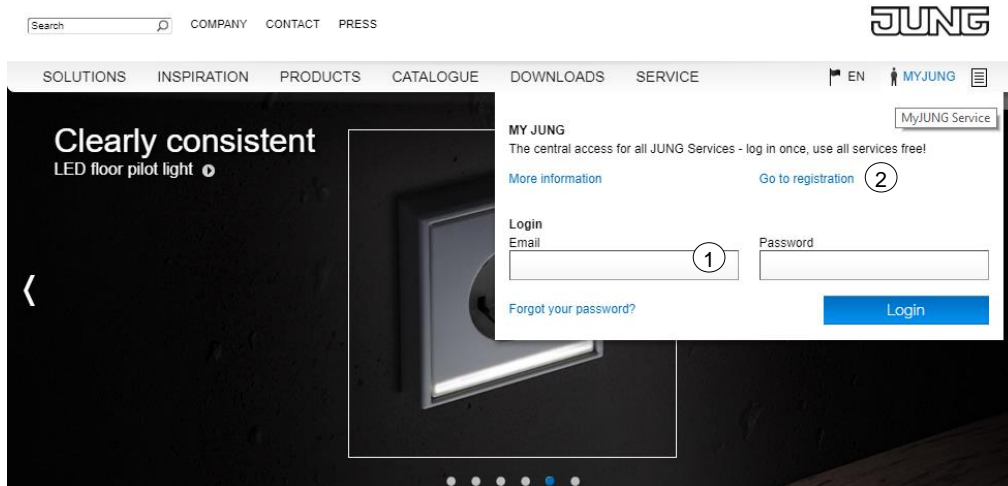 Search COMPANY CONTACT PRESS
JUNG
SOLUTIONS INSPIRATION PRODUCTS CATALOGUE DOWNLOADS SERVICE EN MYJUNG
MyJUNG Service
Clearly consistent
LED floor pilot light
MY JUNG
The central access for all JUNG Services - log in once, use all services free!
More information Go to registration 2
Login
Email Password
1
Forgot your password? Login